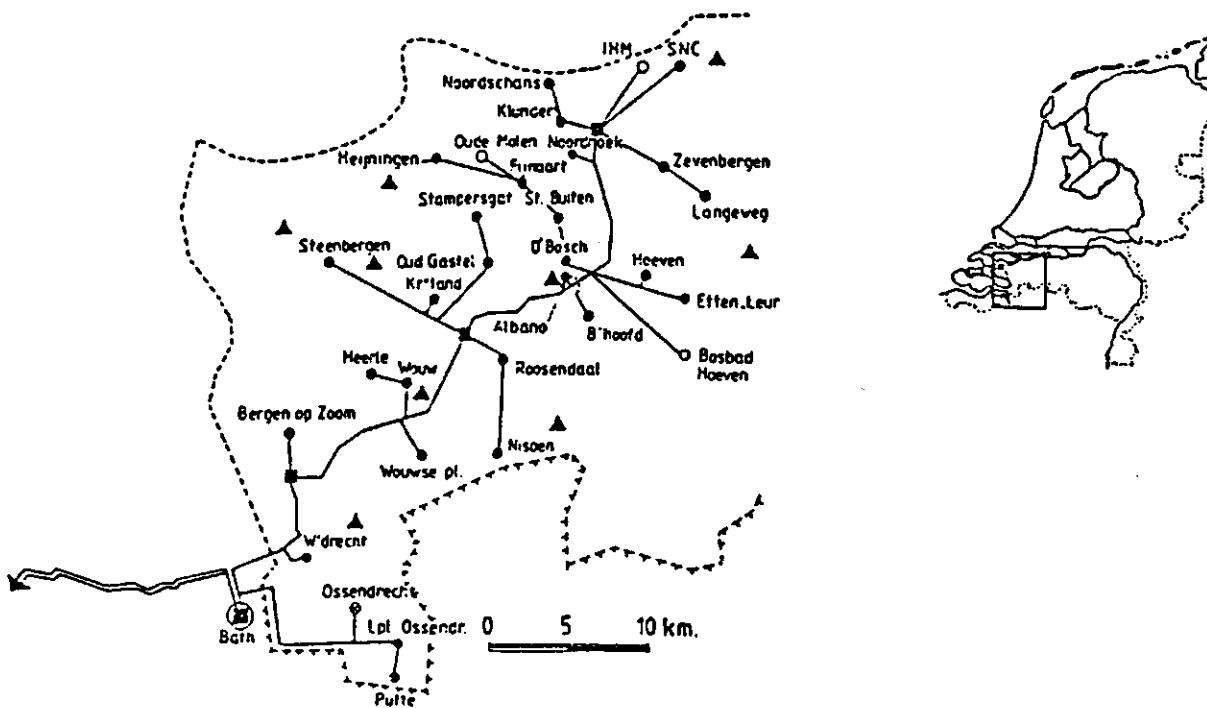 IHM SNC
Noordschans
Klunder
Oude Molen Noordhoek
Heijningen
Fijnaart
Zevenbergen
Stampersgat
St. Buiten
Langeweg
Steenbergen
Oud Gastel
D'Bosch
Hoeven
Kr'land
Etten-Leur
Albano
B'hoofd
Heerle
Wouw
Roosendaal
Bosbad
Hoeven
Bergen op Zoom
Wouwse pl.
Nispen
W'drecht
Ossendrecht
Bath
Lpl. Ossendr.
0 5 10 km.
Putte